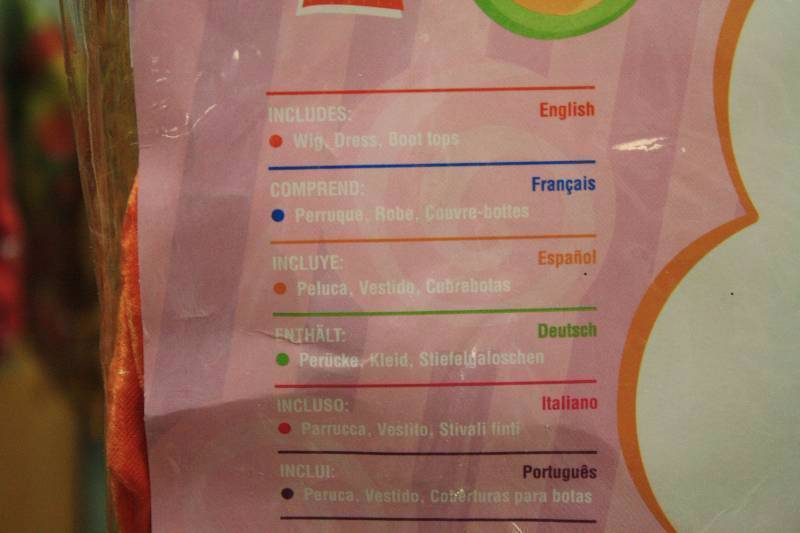 INCLUDES: English
Wig, Dress, Boot tops
COMPREND: Français
Perruque, Robe, Couvre-bottes
INCLUYE: Español
Peluca, Vestido, Cubrabotas
ENTHÄLT: Deutsch
Perücke, Kleid, Stiefelgaloschen
INCLUSO: Italiano
Parrucca, Vestito, Stivali finti
INCLUI: Português
Peruca, Vestido, Coberturas para botas